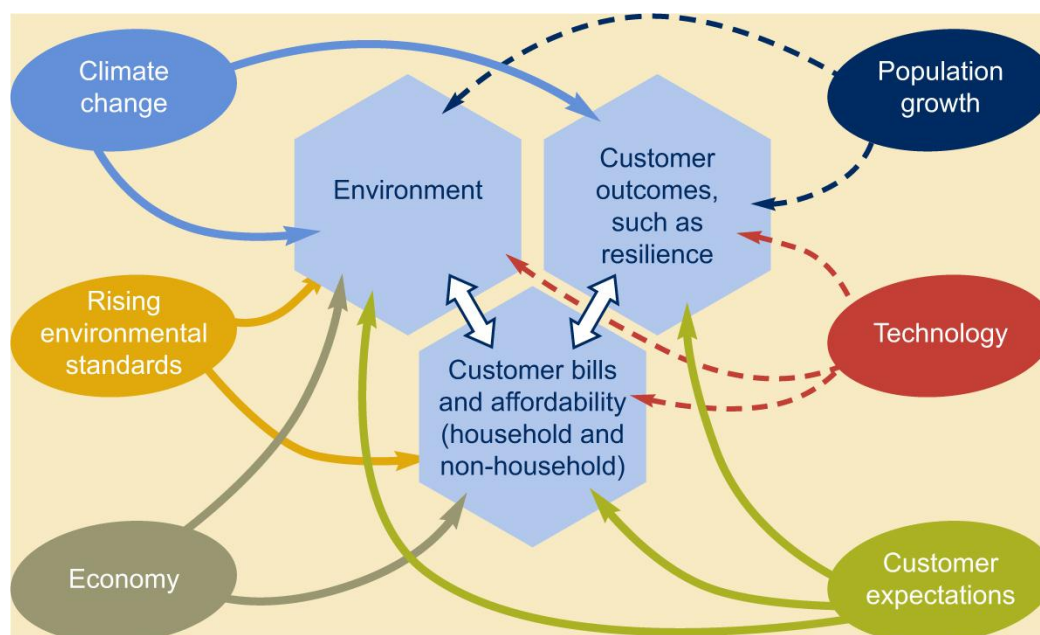 Climate
change
Population
growth
Environment
Customer
outcomes,
such as
resilience
Rising
environmental
standards
Technology
Customer bills
and affordability
(household and
non-household)
Economy
Customer
expectations